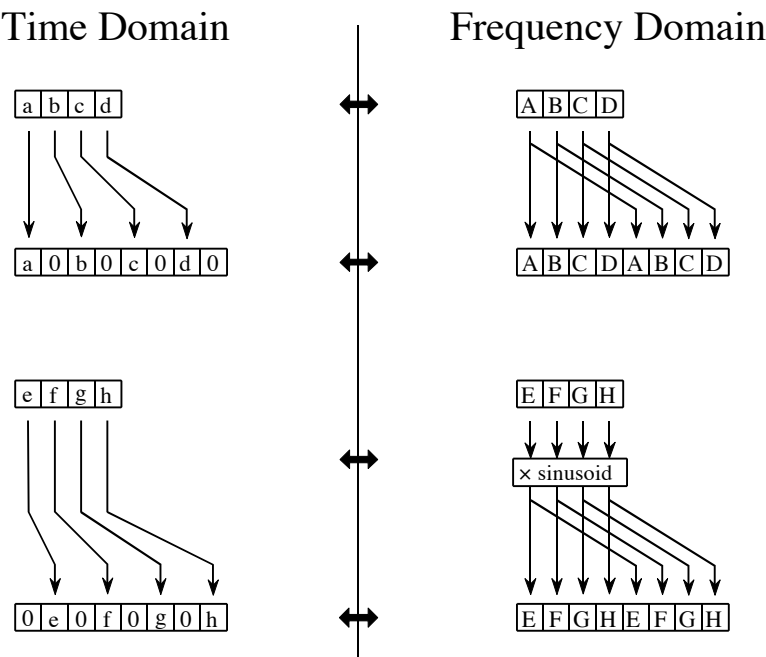 Time Domain Frequency Domain
a b c d A B C D
a 0 b 0 c 0 d 0 A B C D A B C D
e f g h E F G H
× sinusoid
0 e 0 f 0 g 0 h E F G H E F G H